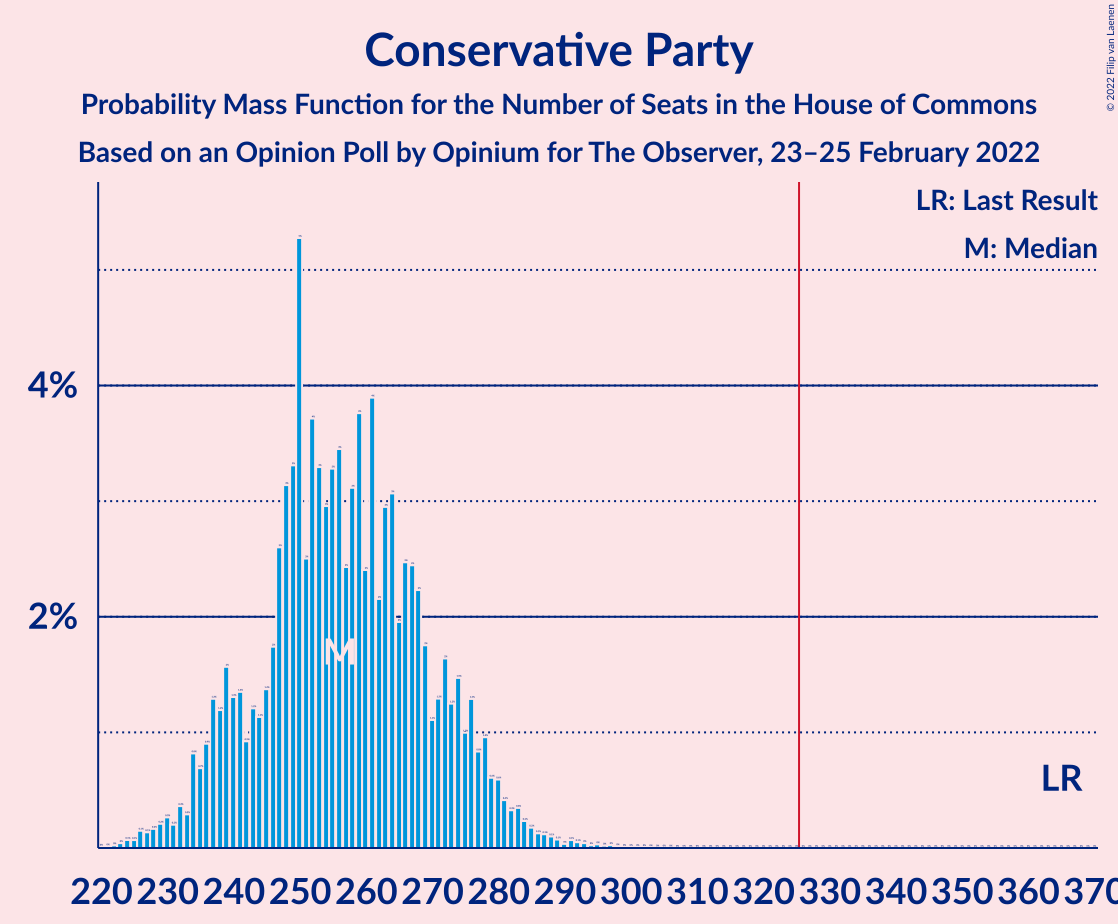 Conservative Party
Probability Mass Function for the Number of Seats in the House of Commons
Based on an Opinion Poll by Opinium for The Observer, 23–25 February 2022
© 2022 Filip van Laenen
LR: Last Result
M: Median
4%
2%
M
LR
220 230 240 250 260 270 280 290 300 310 320 330 340 350 360 370